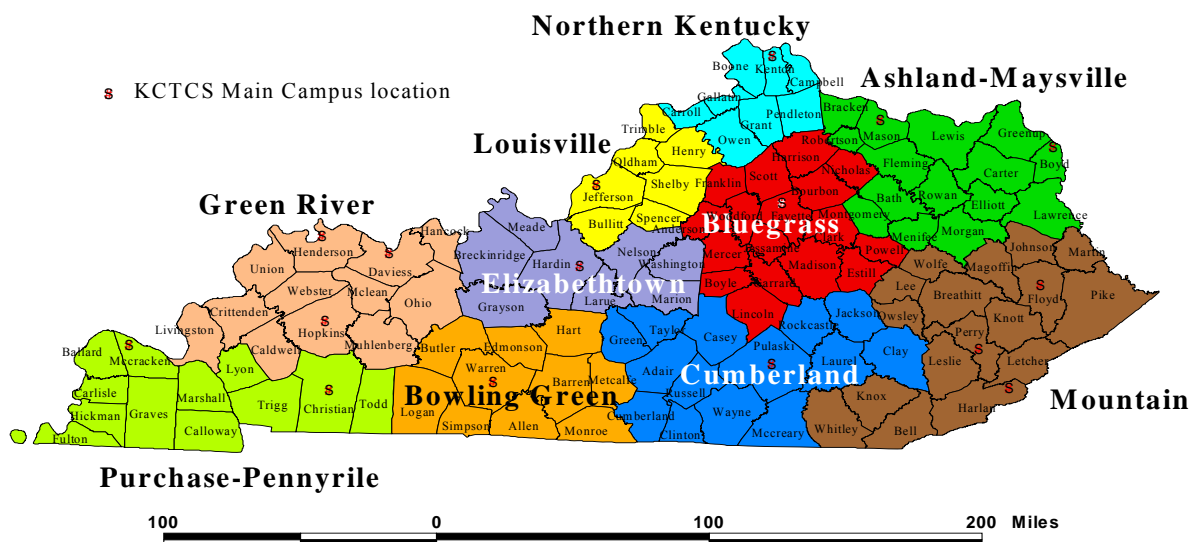 Northern Kentucky
Boone
Kenton
Campbell
Ashland-Maysville
S KCTCS Main Campus location
Gallatin
Carroll
Grant
Pendleton
Owen
Bracken
Mason
Lewis
Greenup
Boyd
Robertson
Fleming
Carter
Rowan
Bath
Elliott
Lawrence
Menifee
Morgan
Louisville
Trimble
Henry
Oldham
Jefferson
Shelby
Bullitt
Spencer
Harrison
Nicholas
Scott
Franklin
Bourbon
Woodford
Fayette
Montgomery
Bluegrass
Anderson
Clark
Mercer
Jessamine
Powell
Madison
Estill
Boyle
Garrard
Lincoln
Green River
Hancock
Henderson
Daviess
Union
Webster
Mclean
Ohio
Crittenden
Livingston
Hopkins
Caldwell
Muhlenberg
Meade
Breckinridge
Hardin
Nelson
Washington
Elizabethtown
Grayson
Larue
Marion
Johnson
Martin
Wolfe
Magoffin
Lee
Breathitt
Floyd
Pike
Owsley
Knott
Perry
Leslie
Letcher
Knox
Harlan
Whitley
Bell
Mountain
Taylor
Casey
Green
Rockcastle
Jackson
Pulaski
Laurel
Clay
Adair
Russell
Cumberland
Cumberland
Wayne
Clinton
Mccreary
Hart
Butler
Edmonson
Warren
Barren
Metcalfe
Bowling Green
Logan
Simpson
Allen
Monroe
Ballard
Mccracken
Lyon
Carlisle
Marshall
Trigg
Christian
Todd
Hickman
Graves
Calloway
Fulton
Purchase-Pennyrile
100 0 100 200 Miles